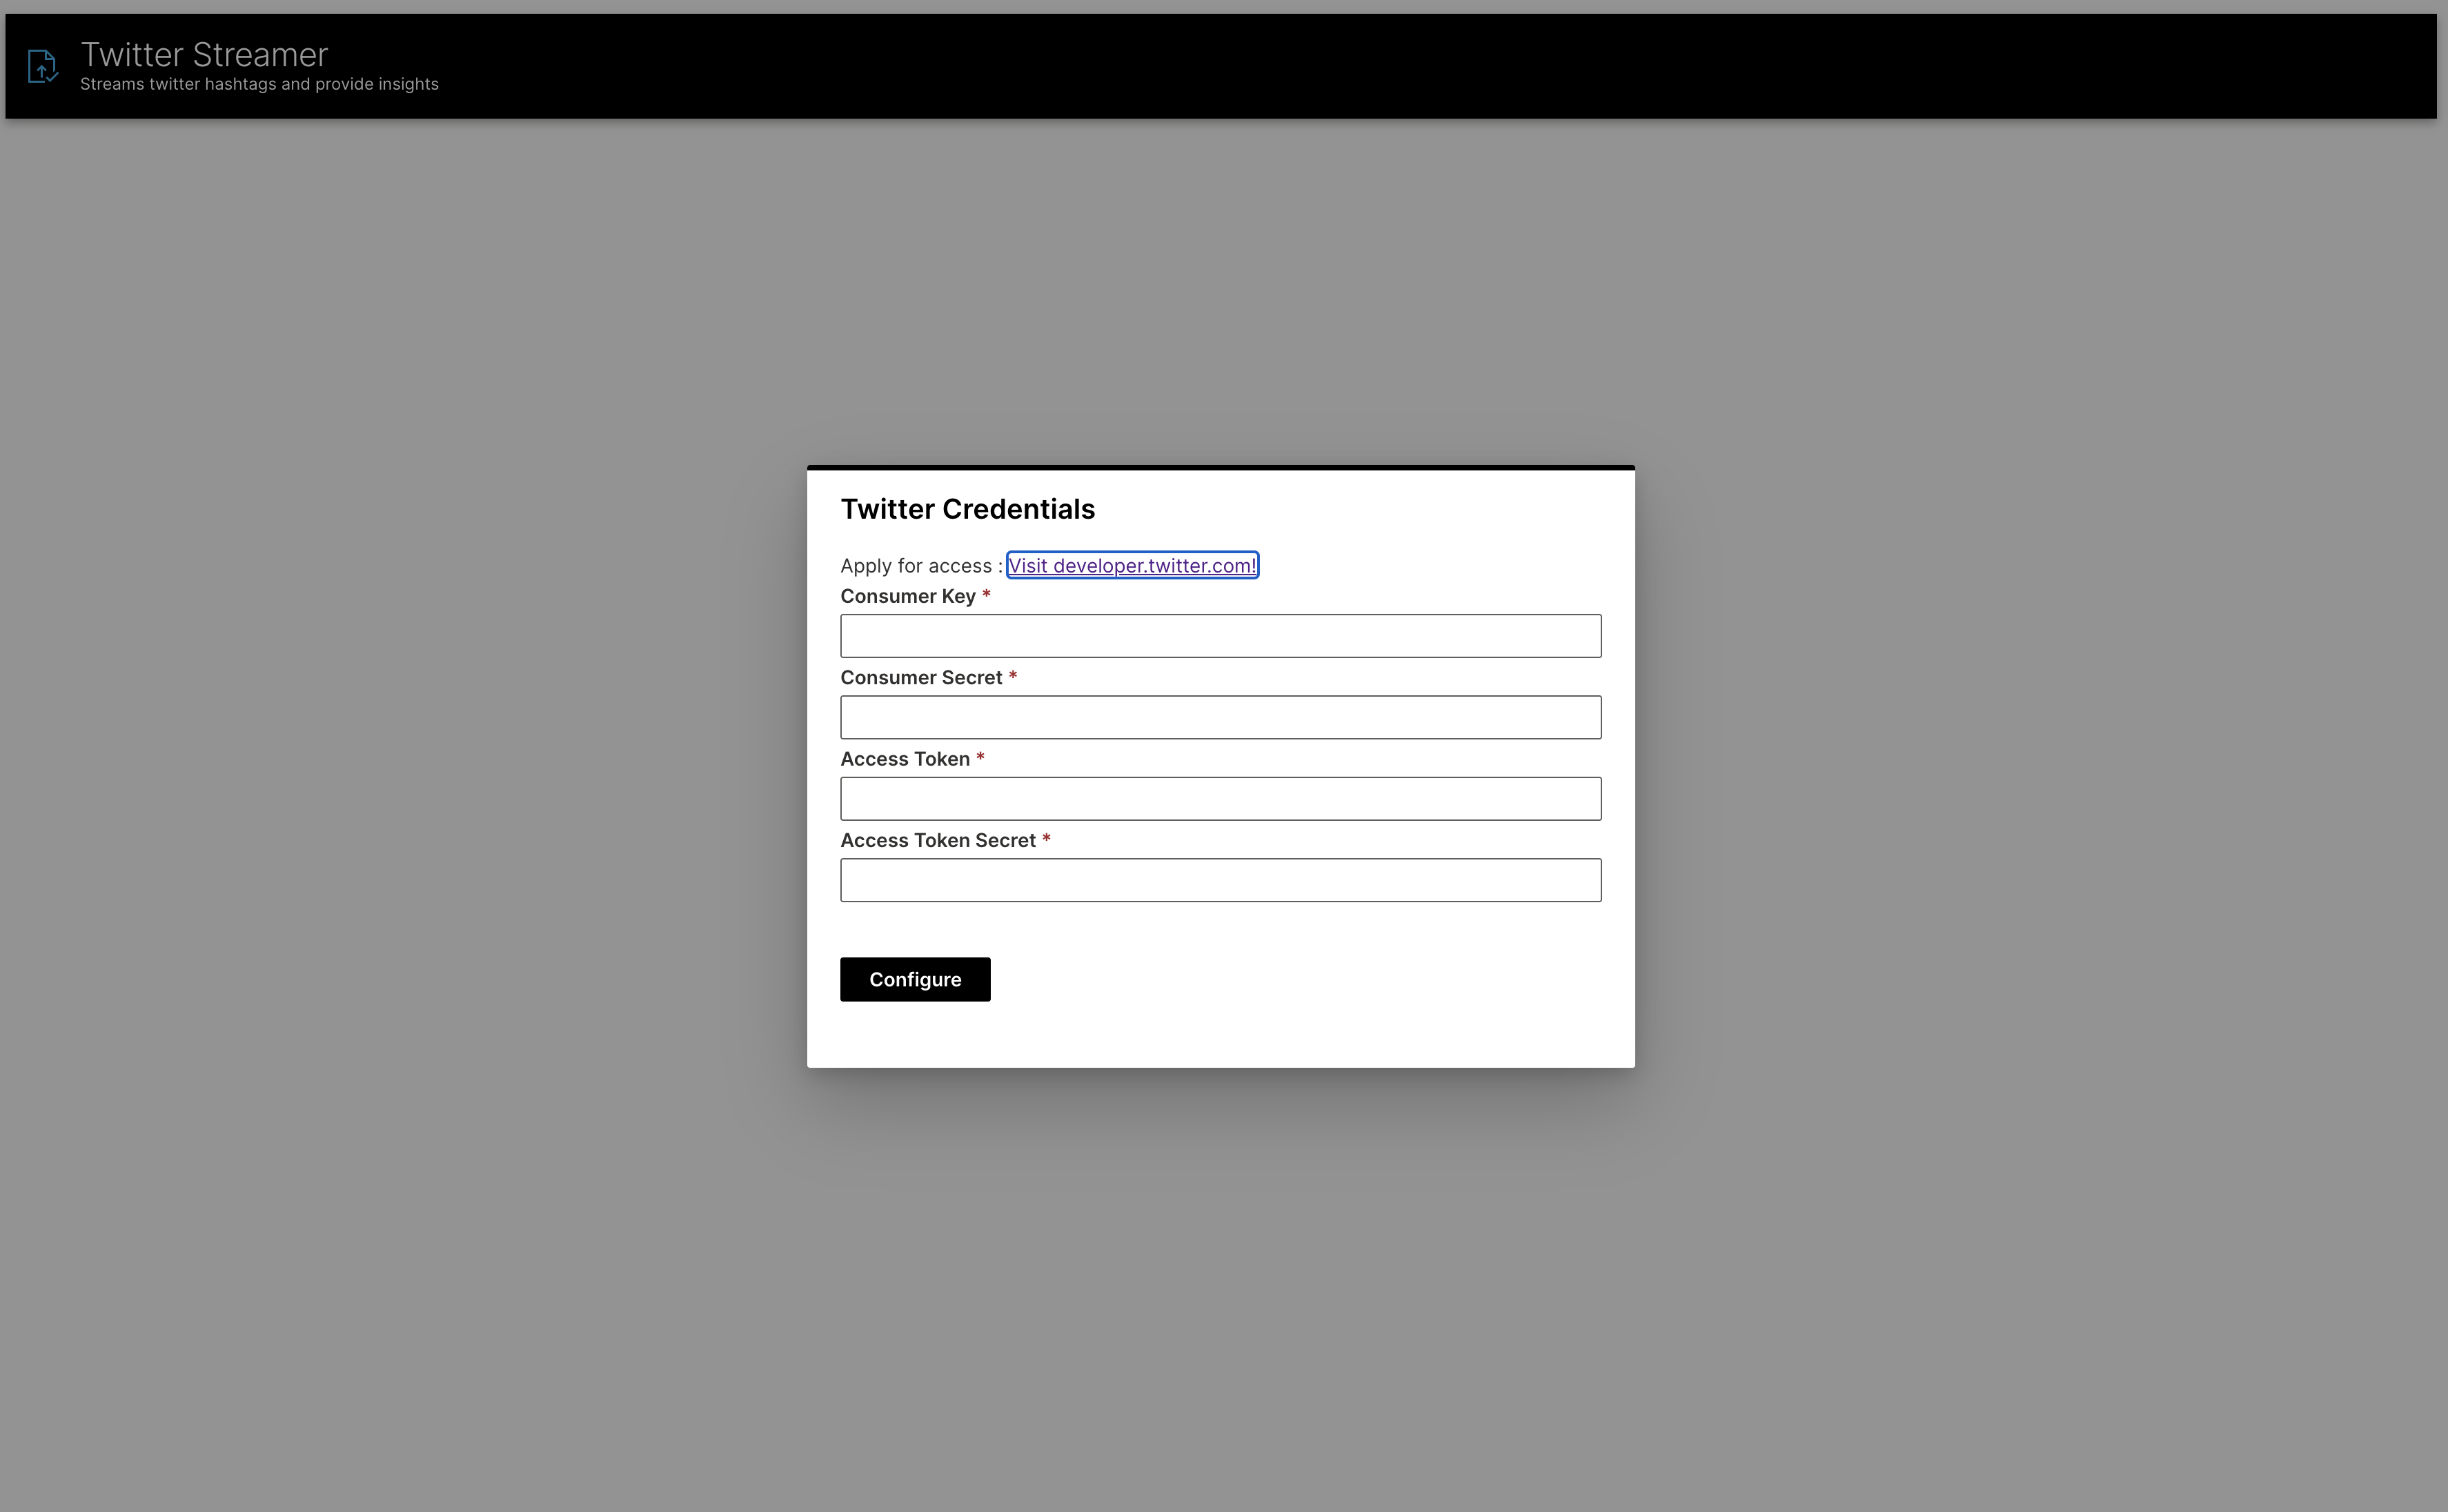 Twitter Streamer
Streams twitter hashtags and provide insights
Twitter Credentials
Apply for access : Visit developer.twitter.com!
Consumer Key *
Consumer Secret *
Access Token *
Access Token Secret *
Configure